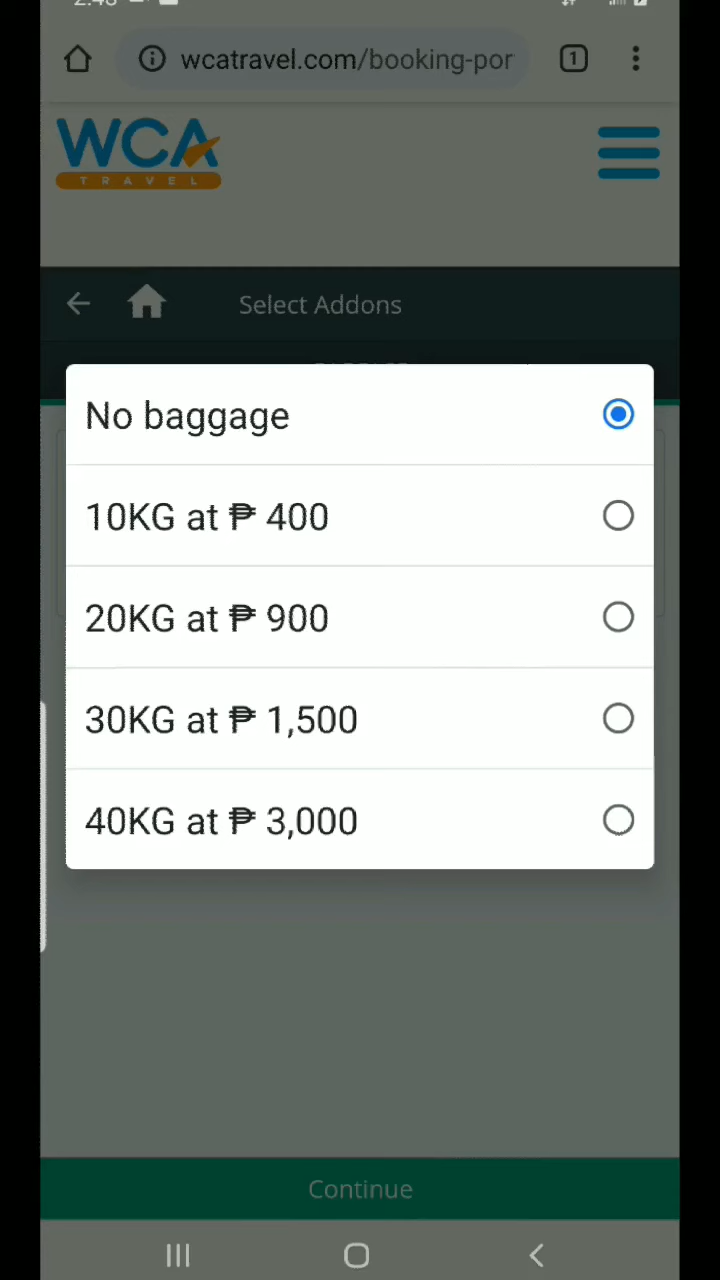 wcatravel.com/booking-por
1
WCA
TRAVEL
Select Addons
No baggage
10KG at ₱ 400
20KG at ₱ 900
30KG at ₱ 1,500
40KG at ₱ 3,000
Continue